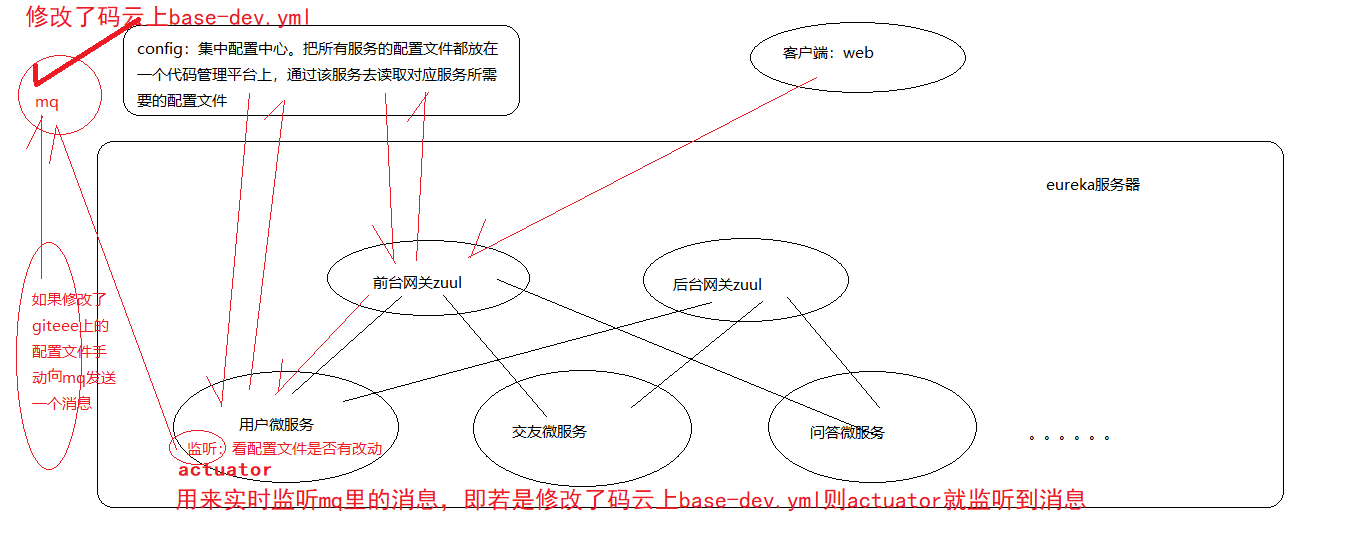 修改了码云上base-dev.yml
config：集中配置中心。把所有服务的配置文件都放在
一个代码管理平台上，通过该服务去读取对应服务所需
要的配置文件
客户端：web
mq
eureka服务器
前台网关zuul
后台网关zuul
如果修改了
giteee上的
配置文件手
动向mq发送
一个消息
用户微服务
交友微服务
问答微服务
。。。。。。
监听：看配置文件是否有改动
actuator
用来实时监听mq里的消息，即若是修改了码云上base-dev.yml则actuator就监听到消息